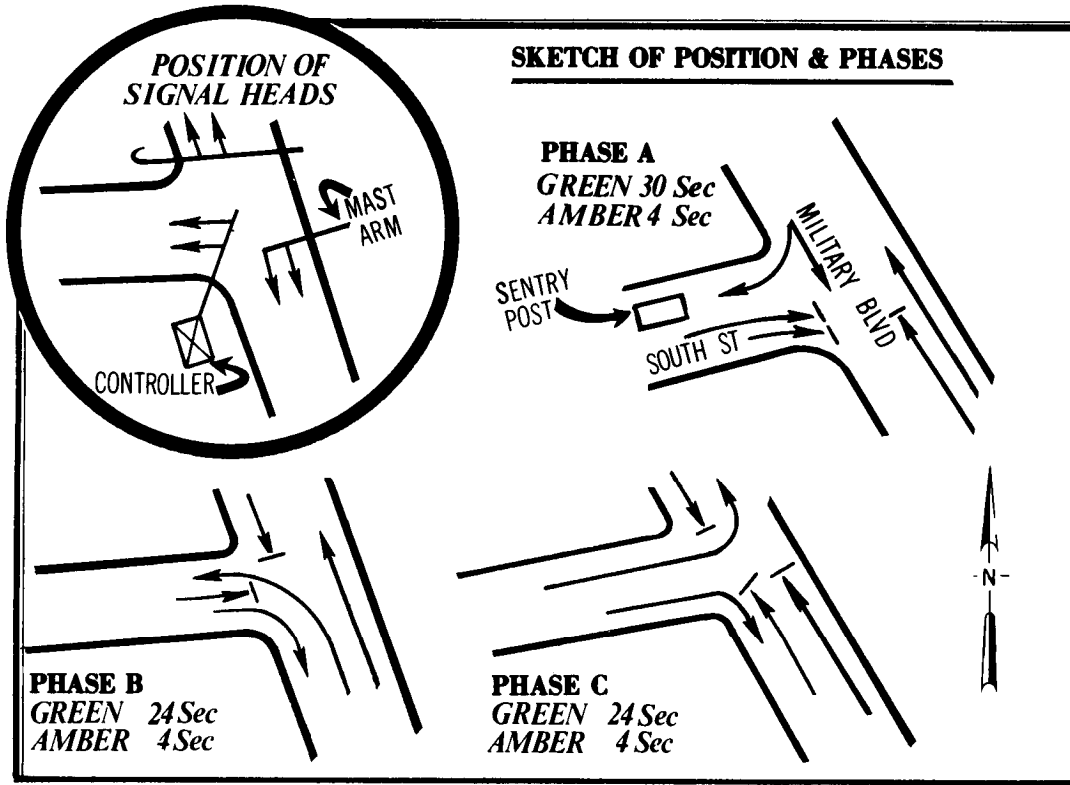 POSITION OF
SIGNAL HEADS
MAST
ARM
CONTROLLER
SKETCH OF POSITION & PHASES
PHASE A
GREEN 30 Sec
AMBER 4 Sec
SENTRY
POST
SOUTH ST
MILITARY BLVD
PHASE B
GREEN 24 Sec
AMBER 4 Sec
PHASE C
GREEN 24 Sec
AMBER 4 Sec
N